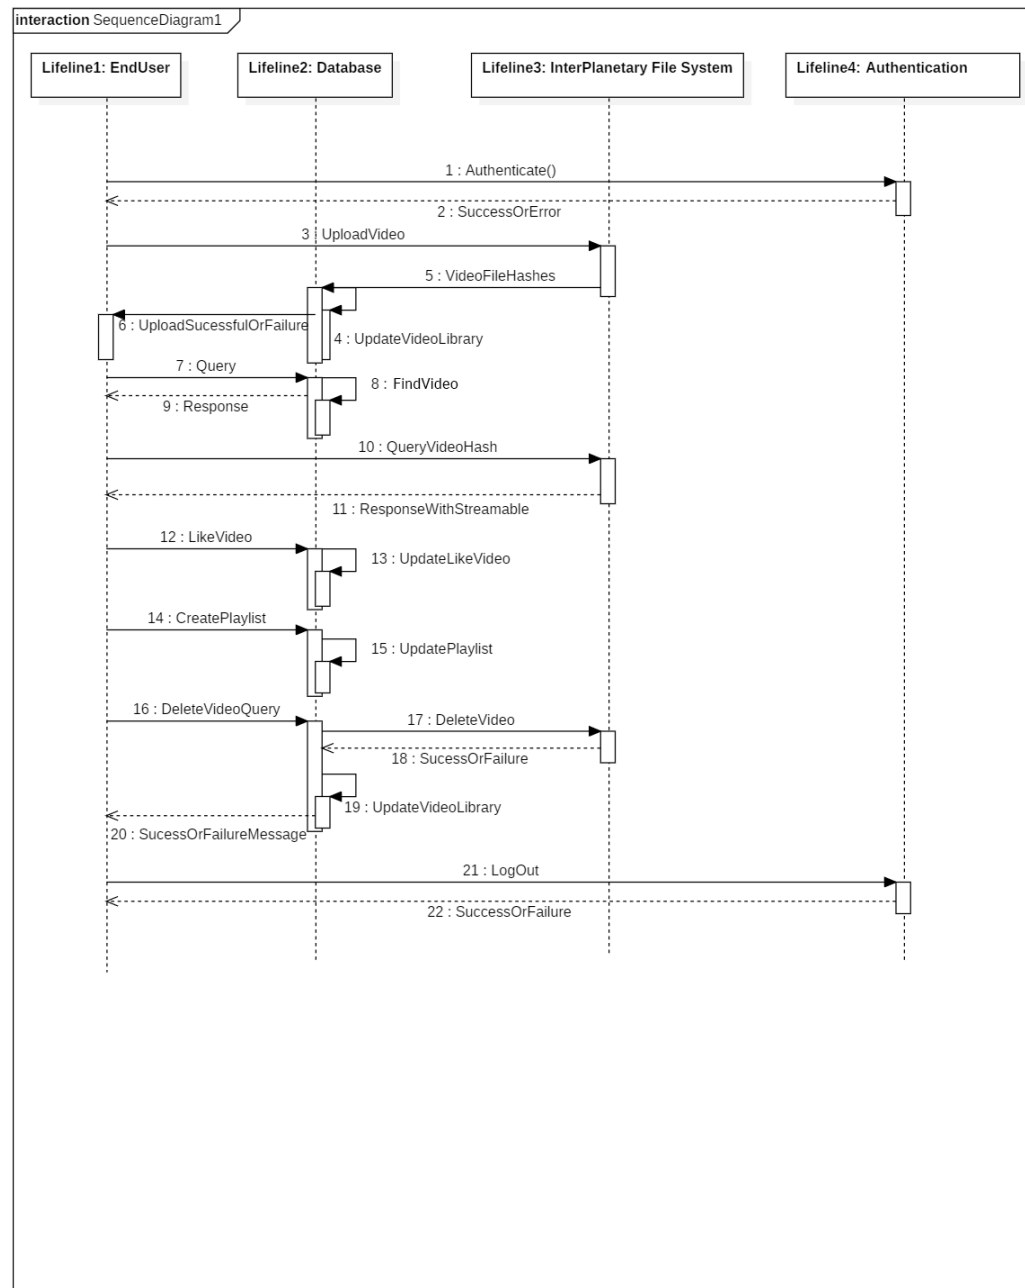 interaction SequenceDiagram1
Lifeline1: EndUser
Lifeline2: Database
Lifeline3: InterPlanetary File System
Lifeline4: Authentication
1 : Authenticate()
2 : SuccessOrError
3 : UploadVideo
5 : VideoFileHashes
6 : UploadSucessfulOrFailure
4 : UpdateVideoLibrary
7 : Query
8 : FindVideo
9 : Response
10 : QueryVideoHash
11 : ResponseWithStreamable
12 : LikeVideo
13 : UpdateLikeVideo
14 : CreatePlaylist
15 : UpdatePlaylist
16 : DeleteVideoQuery
17 : DeleteVideo
18 : SucessOrFailure
19 : UpdateVideoLibrary
20 : SucessOrFailureMessage
21 : LogOut
22 : SuccessOrFailure